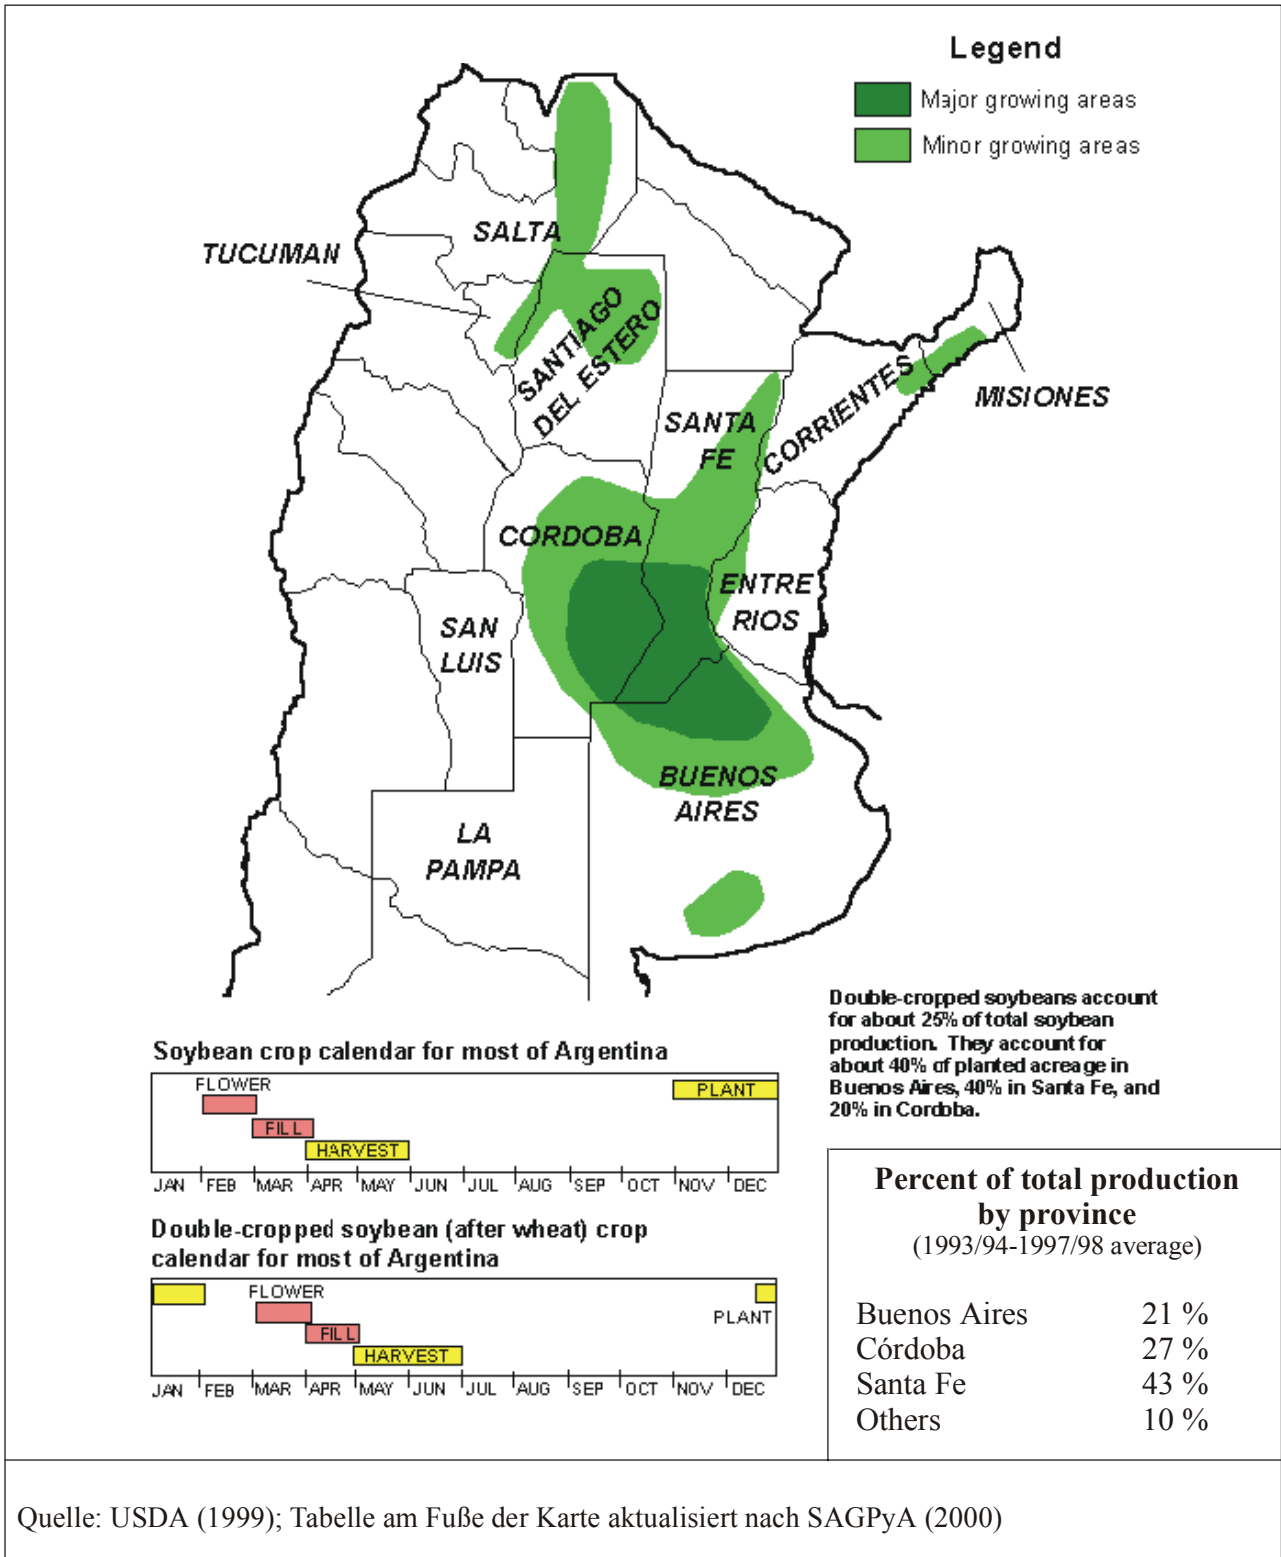 Legend
Major growing areas
Minor growing areas
SALTA
TUCUMAN
SANTIAGO
DEL ESTERO
SANTA
FE
CORRIENTES
MISIONES
CORDOBA
ENTRE
RIOS
SAN
LUIS
BUENOS
AIRES
LA
PAMPA
Double-cropped soybeans account
for about 25% of total soybean
production. They account for
about 40% of planted acreage in
Buenos Aires, 40% in Santa Fe, and
20% in Cordoba.
Soybean crop calendar for most of Argentina
FLOWER
PLANT
FILL
HARVEST
JAN FEB MAR APR MAY JUN JUL AUG SEP OCT NOV DEC
Double-cropped soybean (after wheat) crop
calendar for most of Argentina
FLOWER
PLANT
FILL
HARVEST
JAN FEB MAR APR MAY JUN JUL AUG SEP OCT NOV DEC
Percent of total production
by province
(1993/94-1997/98 average)
Buenos Aires 21 %
Córdoba 27 %
Santa Fe 43 %
Others 10 %
Quelle: USDA (1999); Tabelle am Fuße der Karte aktualisiert nach SAGPyA (2000)